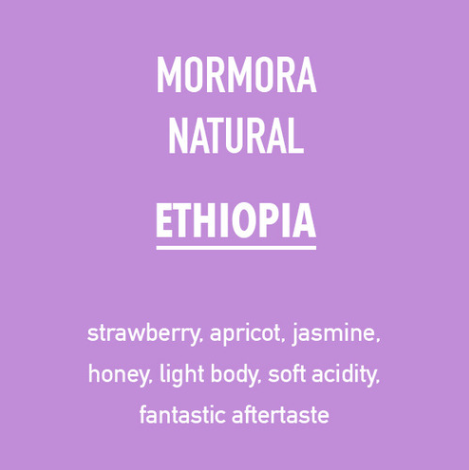 MORMORA
NATURAL
ETHIOPIA
strawberry, apricot, jasmine,
honey, light body, soft acidity,
fantastic aftertaste